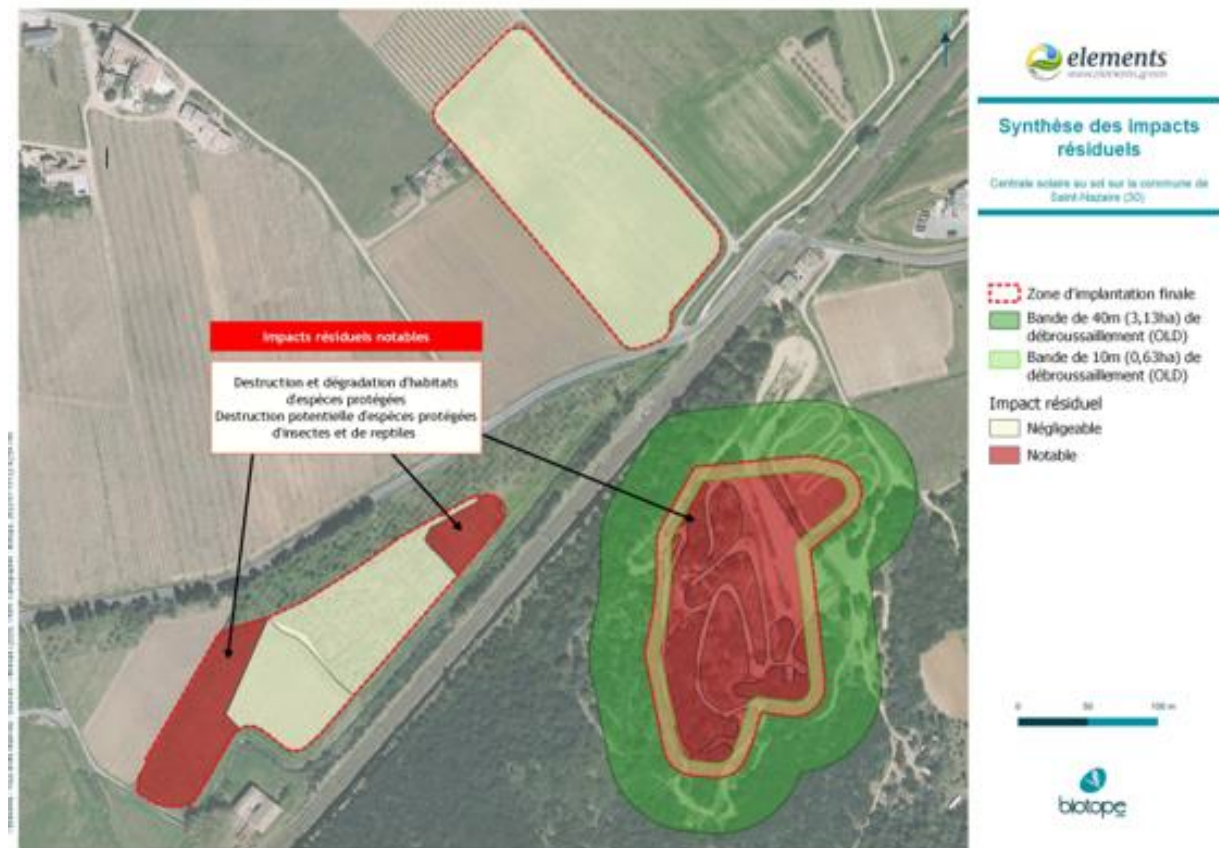 Impacts résiduels notables
Destruction et dégradation d'habitats
d'espèces protégées
Destruction potentielle d'espèces protégées
d'insectes et de reptiles
elements
www.elements.green
Synthèse des impacts
résiduels
Centrale solaire au sol sur la commune de
Saint-Nazaire (30)
Zone d'implantation finale
Bande de 40m (3,13ha) de
débroussaillement (OLD)
Bande de 10m (0,63ha) de
débroussaillement (OLD)
Impact résiduel
Négligeable
Notable
0 50 100 m
biotope